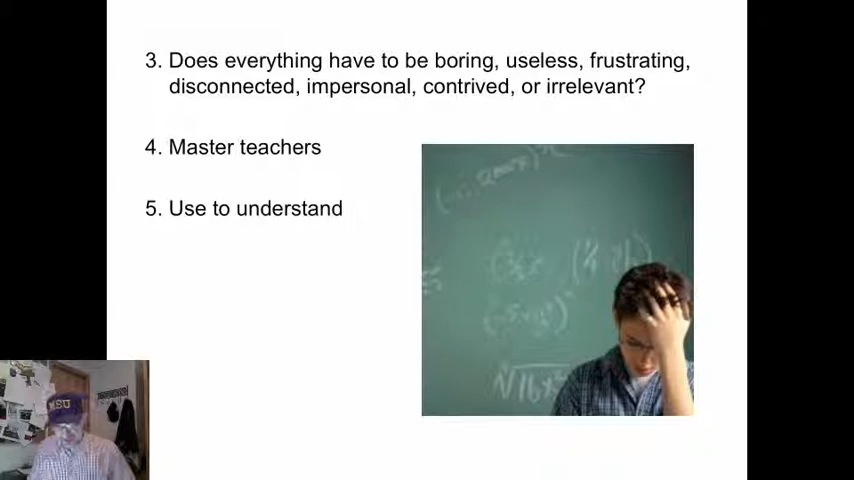 3. Does everything have to be boring, useless, frustrating,
disconnected, impersonal, contrived, or irrelevant?
4. Master teachers
5. Use to understand
MSU